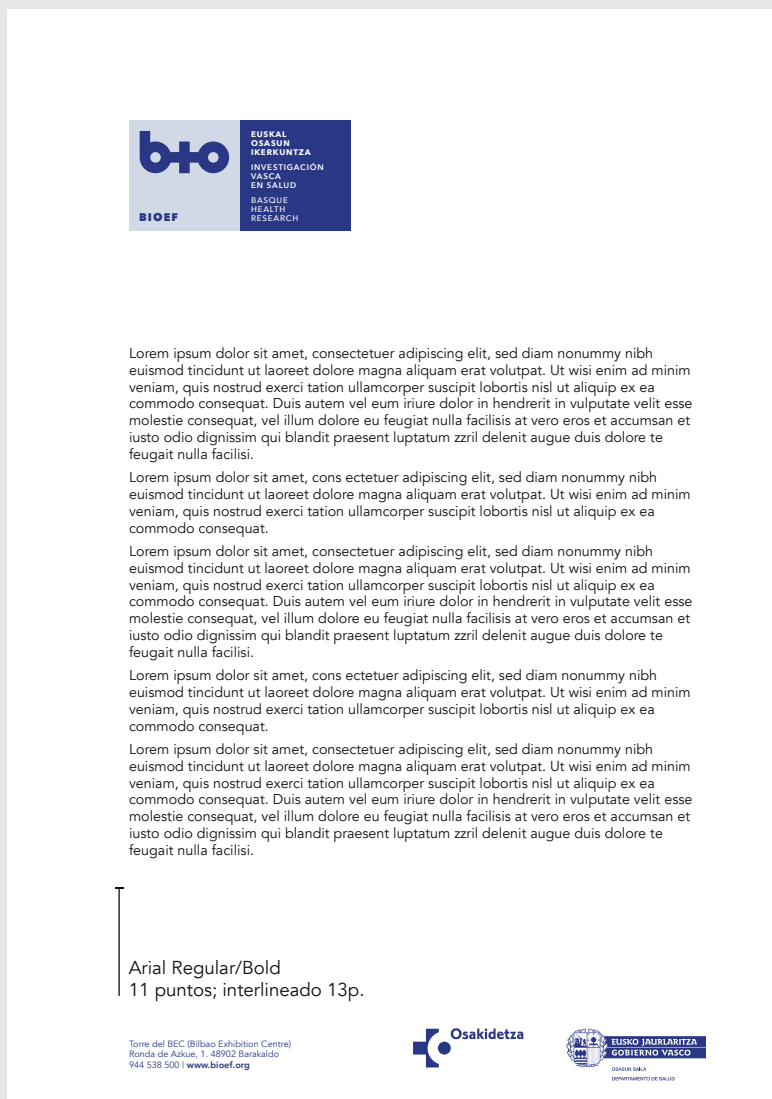 b+o
BIOEF
EUSKAL
OSASUN
IKERKUNTZA
INVESTIGACIÓN
VASCA
EN SALUD
BASQUE
HEALTH
RESEARCH
Lorem ipsum dolor sit amet, consectetuer adipiscing elit, sed diam nonummy nibh
euismod tincidunt ut laoreet dolore magna aliquam erat volutpat. Ut wisi enim ad minim
veniam, quis nostrud exerci tation ullamcorper suscipit lobortis nisl ut aliquip ex ea
commodo consequat. Duis autem vel eum iriure dolor in hendrerit in vulputate velit esse
molestie consequat, vel illum dolore eu feugiat nulla facilisis at vero eros et accumsan et
iusto odio dignissim qui blandit praesent luptatum zzril delenit augue duis dolore te
feugait nulla facilisi.
Lorem ipsum dolor sit amet, cons ectetuer adipiscing elit, sed diam nonummy nibh
euismod tincidunt ut laoreet dolore magna aliquam erat volutpat. Ut wisi enim ad minim
veniam, quis nostrud exerci tation ullamcorper suscipit lobortis nisl ut aliquip ex ea
commodo consequat.
Lorem ipsum dolor sit amet, consectetuer adipiscing elit, sed diam nonummy nibh
euismod tincidunt ut laoreet dolore magna aliquam erat volutpat. Ut wisi enim ad minim
veniam, quis nostrud exerci tation ullamcorper suscipit lobortis nisl ut aliquip ex ea
commodo consequat. Duis autem vel eum iriure dolor in hendrerit in vulputate velit esse
molestie consequat, vel illum dolore eu feugiat nulla facilisis at vero eros et accumsan et
iusto odio dignissim qui blandit praesent luptatum zzril delenit augue duis dolore te
feugait nulla facilisi.
Lorem ipsum dolor sit amet, cons ectetuer adipiscing elit, sed diam nonummy nibh
euismod tincidunt ut laoreet dolore magna aliquam erat volutpat. Ut wisi enim ad minim
veniam, quis nostrud exerci tation ullamcorper suscipit lobortis nisl ut aliquip ex ea
commodo consequat.
Lorem ipsum dolor sit amet, consectetuer adipiscing elit, sed diam nonummy nibh
euismod tincidunt ut laoreet dolore magna aliquam erat volutpat. Ut wisi enim ad minim
veniam, quis nostrud exerci tation ullamcorper suscipit lobortis nisl ut aliquip ex ea
commodo consequat. Duis autem vel eum iriure dolor in hendrerit in vulputate velit esse
molestie consequat, vel illum dolore eu feugiat nulla facilisis at vero eros et accumsan et
iusto odio dignissim qui blandit praesent luptatum zzril delenit augue duis dolore te
feugait nulla facilisi.
Arial Regular/Bold
11 puntos; interlineado 13p.
Torre del BEC (Bilbao Exhibition Centre)
Ronda de Azkue, 1. 48902 Barakaldo
944 538 500 | www.bioef.org
Osakidetza
EUSKO JAURLARITZA
GOBIERNO VASCO
OSASUN SAILA
DEPARTAMENTO DE SALUD